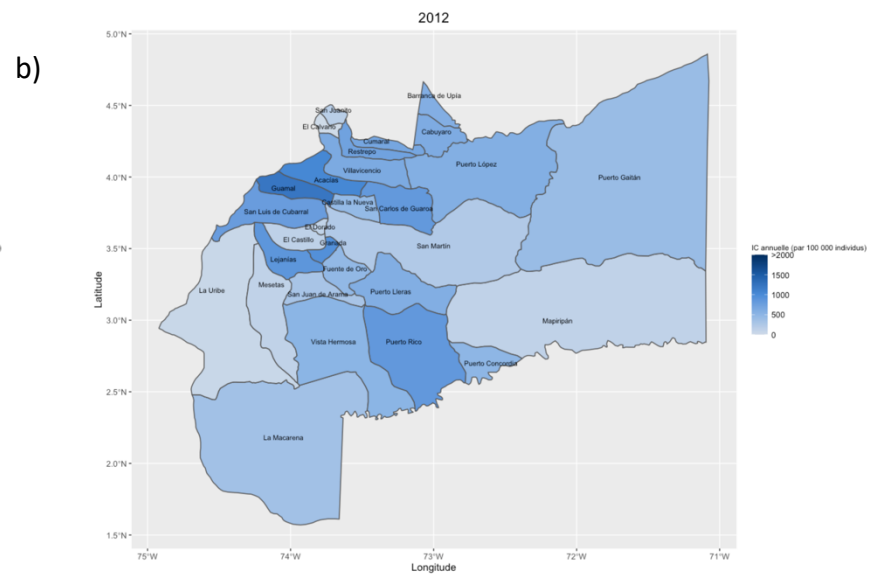 b)
2012
5.0°N
4.5°N
4.0°N
3.5°N
3.0°N
2.5°N
2.0°N
1.5°N
Latitude
Barranca de Upía
San Juanito
El Calvario
Cabuyaro
Cumaral
Restrepo
Puerto López
Villavicencio
Puerto Gaitán
Acacias
Guamal
Castilla la Nueva
San Carlos de Guaroa
San Luis de Cubarral
El Dorado
El Castillo
Granada
San Martín
Lejanías
Fuente de Oro
Mesetas
La Uribe
San Juan de Arama
Puerto Lleras
Mapiripán
Vista Hermosa
Puerto Rico
Puerto Concordia
La Macarena
75°W
74°W
73°W
72°W
71°W
Longitude
IC annuelle (par 100 000 individus)
>2000
1500
1000
500
0